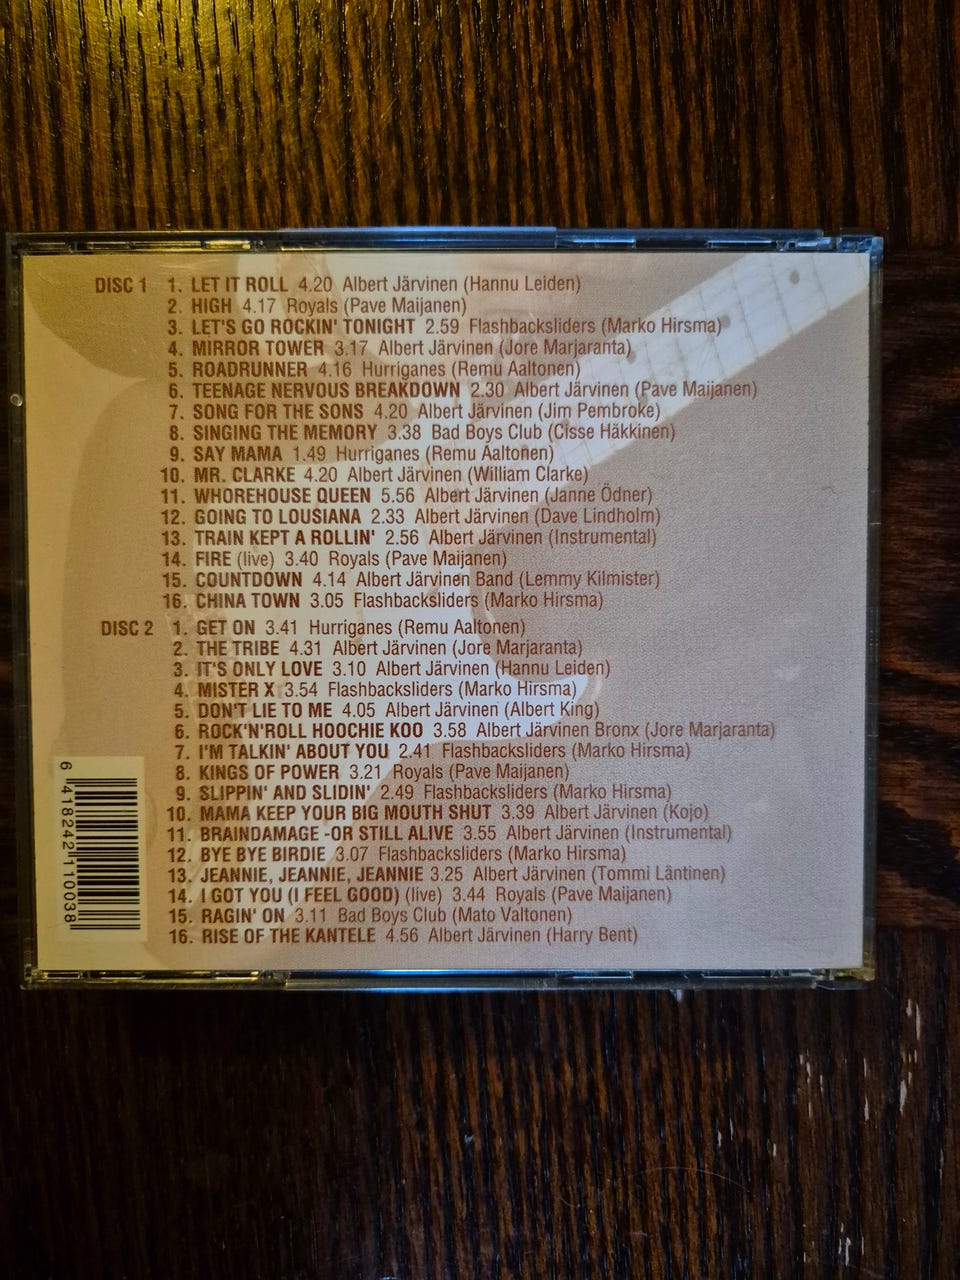 DISC 1 1. LET IT ROLL 4.20 Albert Järvinen (Hannu Leiden)
2. HIGH 4.17 Royals (Pave Maijanen)
3. LET'S GO ROCKIN' TONIGHT 2.59 Flashbacksliders (Marko Hirsma)
4. MIRROR TOWER 3.17 Albert Järvinen (Jore Marjaranta)
5. ROADRUNNER 4.16 Hurriganes (Remu Aaltonen)
6. TEENAGE NERVOUS BREAKDOWN 2.30 Albert Järvinen (Pave Maijanen)
7. SONG FOR THE SONS 4.20 Albert Järvinen (Jim Pembroke)
8. SINGING THE MEMORY 3.38 Bad Boys Club (Cisse Häkkinen)
9. SAY MAMA 1.49 Hurriganes (Remu Aaltonen)
10. MR. CLARKE 4.20 Albert Järvinen (William Clarke)
11. WHOREHOUSE QUEEN 5.56 Albert Järvinen (Janne Ödner)
12. GOING TO LOUSIANA 2.33 Albert Järvinen (Dave Lindholm)
13. TRAIN KEPT A ROLLIN' 2.56 Albert Järvinen (Instrumental)
14. FIRE (live) 3.40 Royals (Pave Maijanen)
15. COUNTDOWN 4.14 Albert Järvinen Band (Lemmy Kilmister)
16. CHINA TOWN 3.05 Flashbacksliders (Marko Hirsma)
DISC 2 1. GET ON 3.41 Hurriganes (Remu Aaltonen)
2. THE TRIBE 4.31 Albert Järvinen (Jore Marjaranta)
3. IT'S ONLY LOVE 3.10 Albert Järvinen (Hannu Leiden)
4. MISTER X 3.54 Flashbacksliders (Marko Hirsma)
5. DON'T LIE TO ME 4.05 Albert Järvinen (Albert King)
6. ROCK'N'ROLL HOOCHIE KOO 3.58 Albert Järvinen Bronx (Jore Marjaranta)
7. I'M TALKIN' ABOUT YOU 2.41 Flashbacksliders (Marko Hirsma)
8. KINGS OF POWER 3.21 Royals (Pave Maijanen)
9. SLIPPIN' AND SLIDIN' 2.49 Flashbacksliders (Marko Hirsma)
10. MAMA KEEP YOUR BIG MOUTH SHUT 3.39 Albert Järvinen (Kojo)
11. BRAINDAMAGE -OR STILL ALIVE 3.55 Albert Järvinen (Instrumental)
12. BYE BYE BIRDIE 3.07 Flashbacksliders (Marko Hirsma)
13. JEANNIE, JEANNIE, JEANNIE 3.25 Albert Järvinen (Tommi Läntinen)
14. I GOT YOU (I FEEL GOOD) (live) 3.44 Royals (Pave Maijanen)
15. RAGIN' ON 3.11 Bad Boys Club (Mato Valtonen)
16. RISE OF THE KANTELE 4.56 Albert Järvinen (Harry Bent)
6 418242 110038